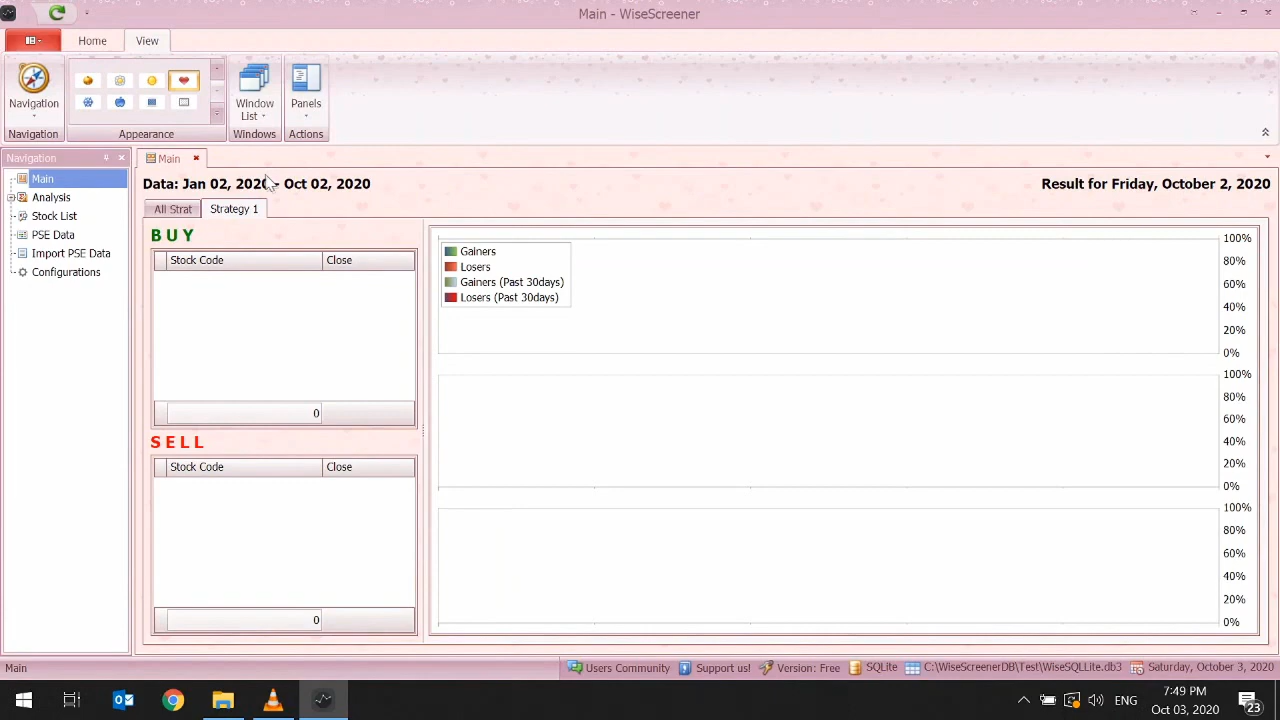 Main - WiseScreener
Home
View
Navigation
Window
List
Panels
Navigation
Appearance
Windows
Actions
Navigation
Main
Analysis
Stock List
PSE Data
Import PSE Data
Configurations
Main
Data: Jan 02, 2020 - Oct 02, 2020
Result for Friday, October 2, 2020
All Strat
Strategy 1
BUY
Stock Code
Close
0
SELL
Stock Code
Close
0
Gainers
Losers
Gainers (Past 30days)
Losers (Past 30days)
100%
80%
60%
40%
20%
0%
100%
80%
60%
40%
20%
0%
100%
80%
60%
40%
20%
0%
Main
Users Community
Support us!
Version: Free
SQLite
C:\WiseScreenerDB\Test\WiseSQLLite.db3
Saturday, October 3, 2020
ENG
7:49 PM
Oct 03, 2020
23